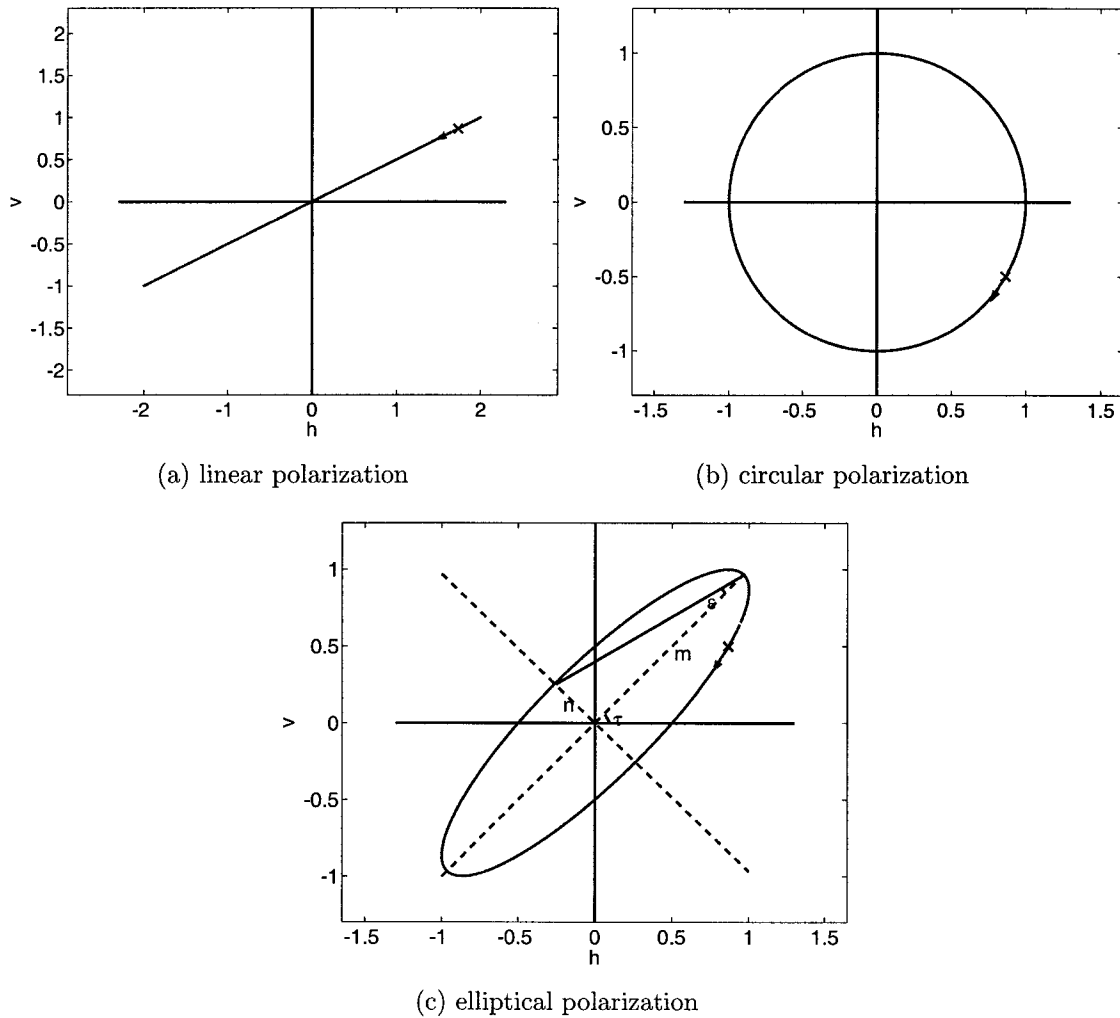 2
1.5
1
0.5
0
-0.5
-1
-1.5
-2
v
-2 -1 0 1 2
h
(a) linear polarization
1
0.5
0
-0.5
-1
v
-1.5 -1 -0.5 0 0.5 1 1.5
h
(b) circular polarization
1
0.5
0
-0.5
-1
v
ε
m
n
τ
-1.5 -1 -0.5 0 0.5 1 1.5
h
(c) elliptical polarization